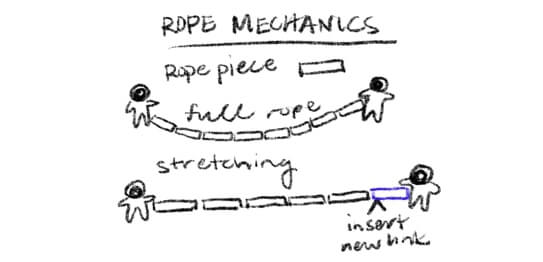 ROPE MECHANICS
Rope piece
full rope
stretching
insert
new link